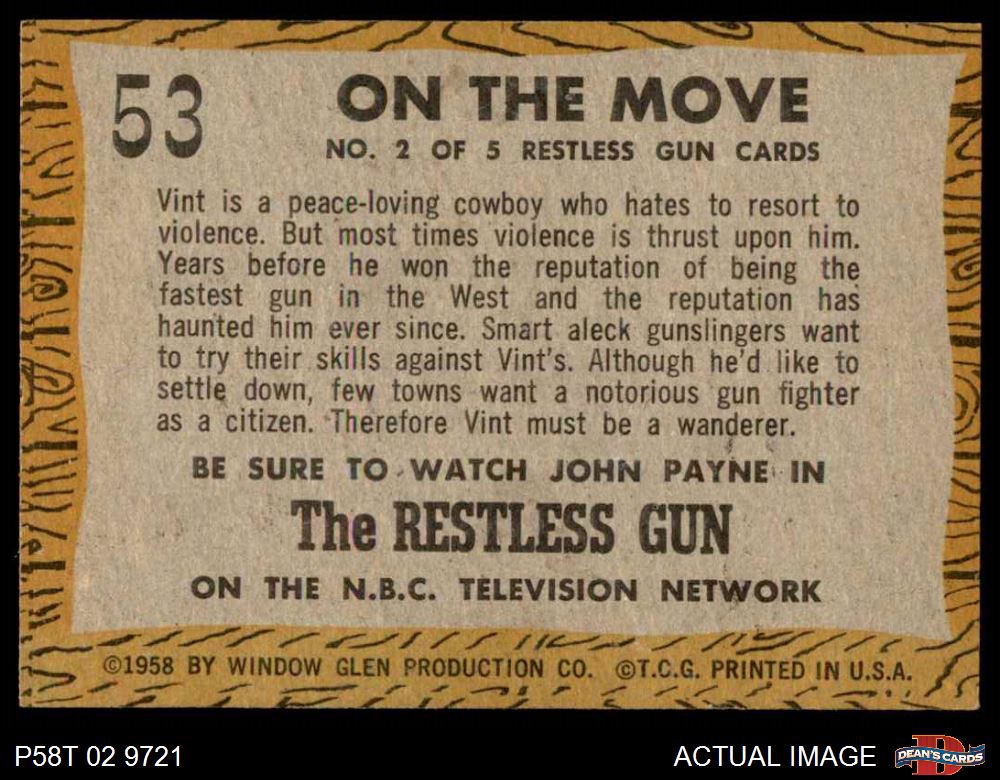 53
ON THE MOVE
NO. 2 OF 5 RESTLESS GUN CARDS
Vint is a peace-loving cowboy who hates to resort to
violence. But most times violence is thrust upon him.
Years before he won the reputation of being the
fastest gun in the West and the reputation has
haunted him ever since. Smart aleck gunslingers want
to try their skills against Vint's. Although he'd like to
settle down, few towns want a notorious gun fighter
as a citizen. Therefore Vint must be a wanderer.
BE SURE TO WATCH JOHN PAYNE IN
The RESTLESS GUN
ON THE N.B.C. TELEVISION NETWORK
©1958 BY WINDOW GLEN PRODUCTION CO. ©T.C.G. PRINTED IN U.S.A.
P58T 02 9721
ACTUAL IMAGE
DEAN'S CARDS